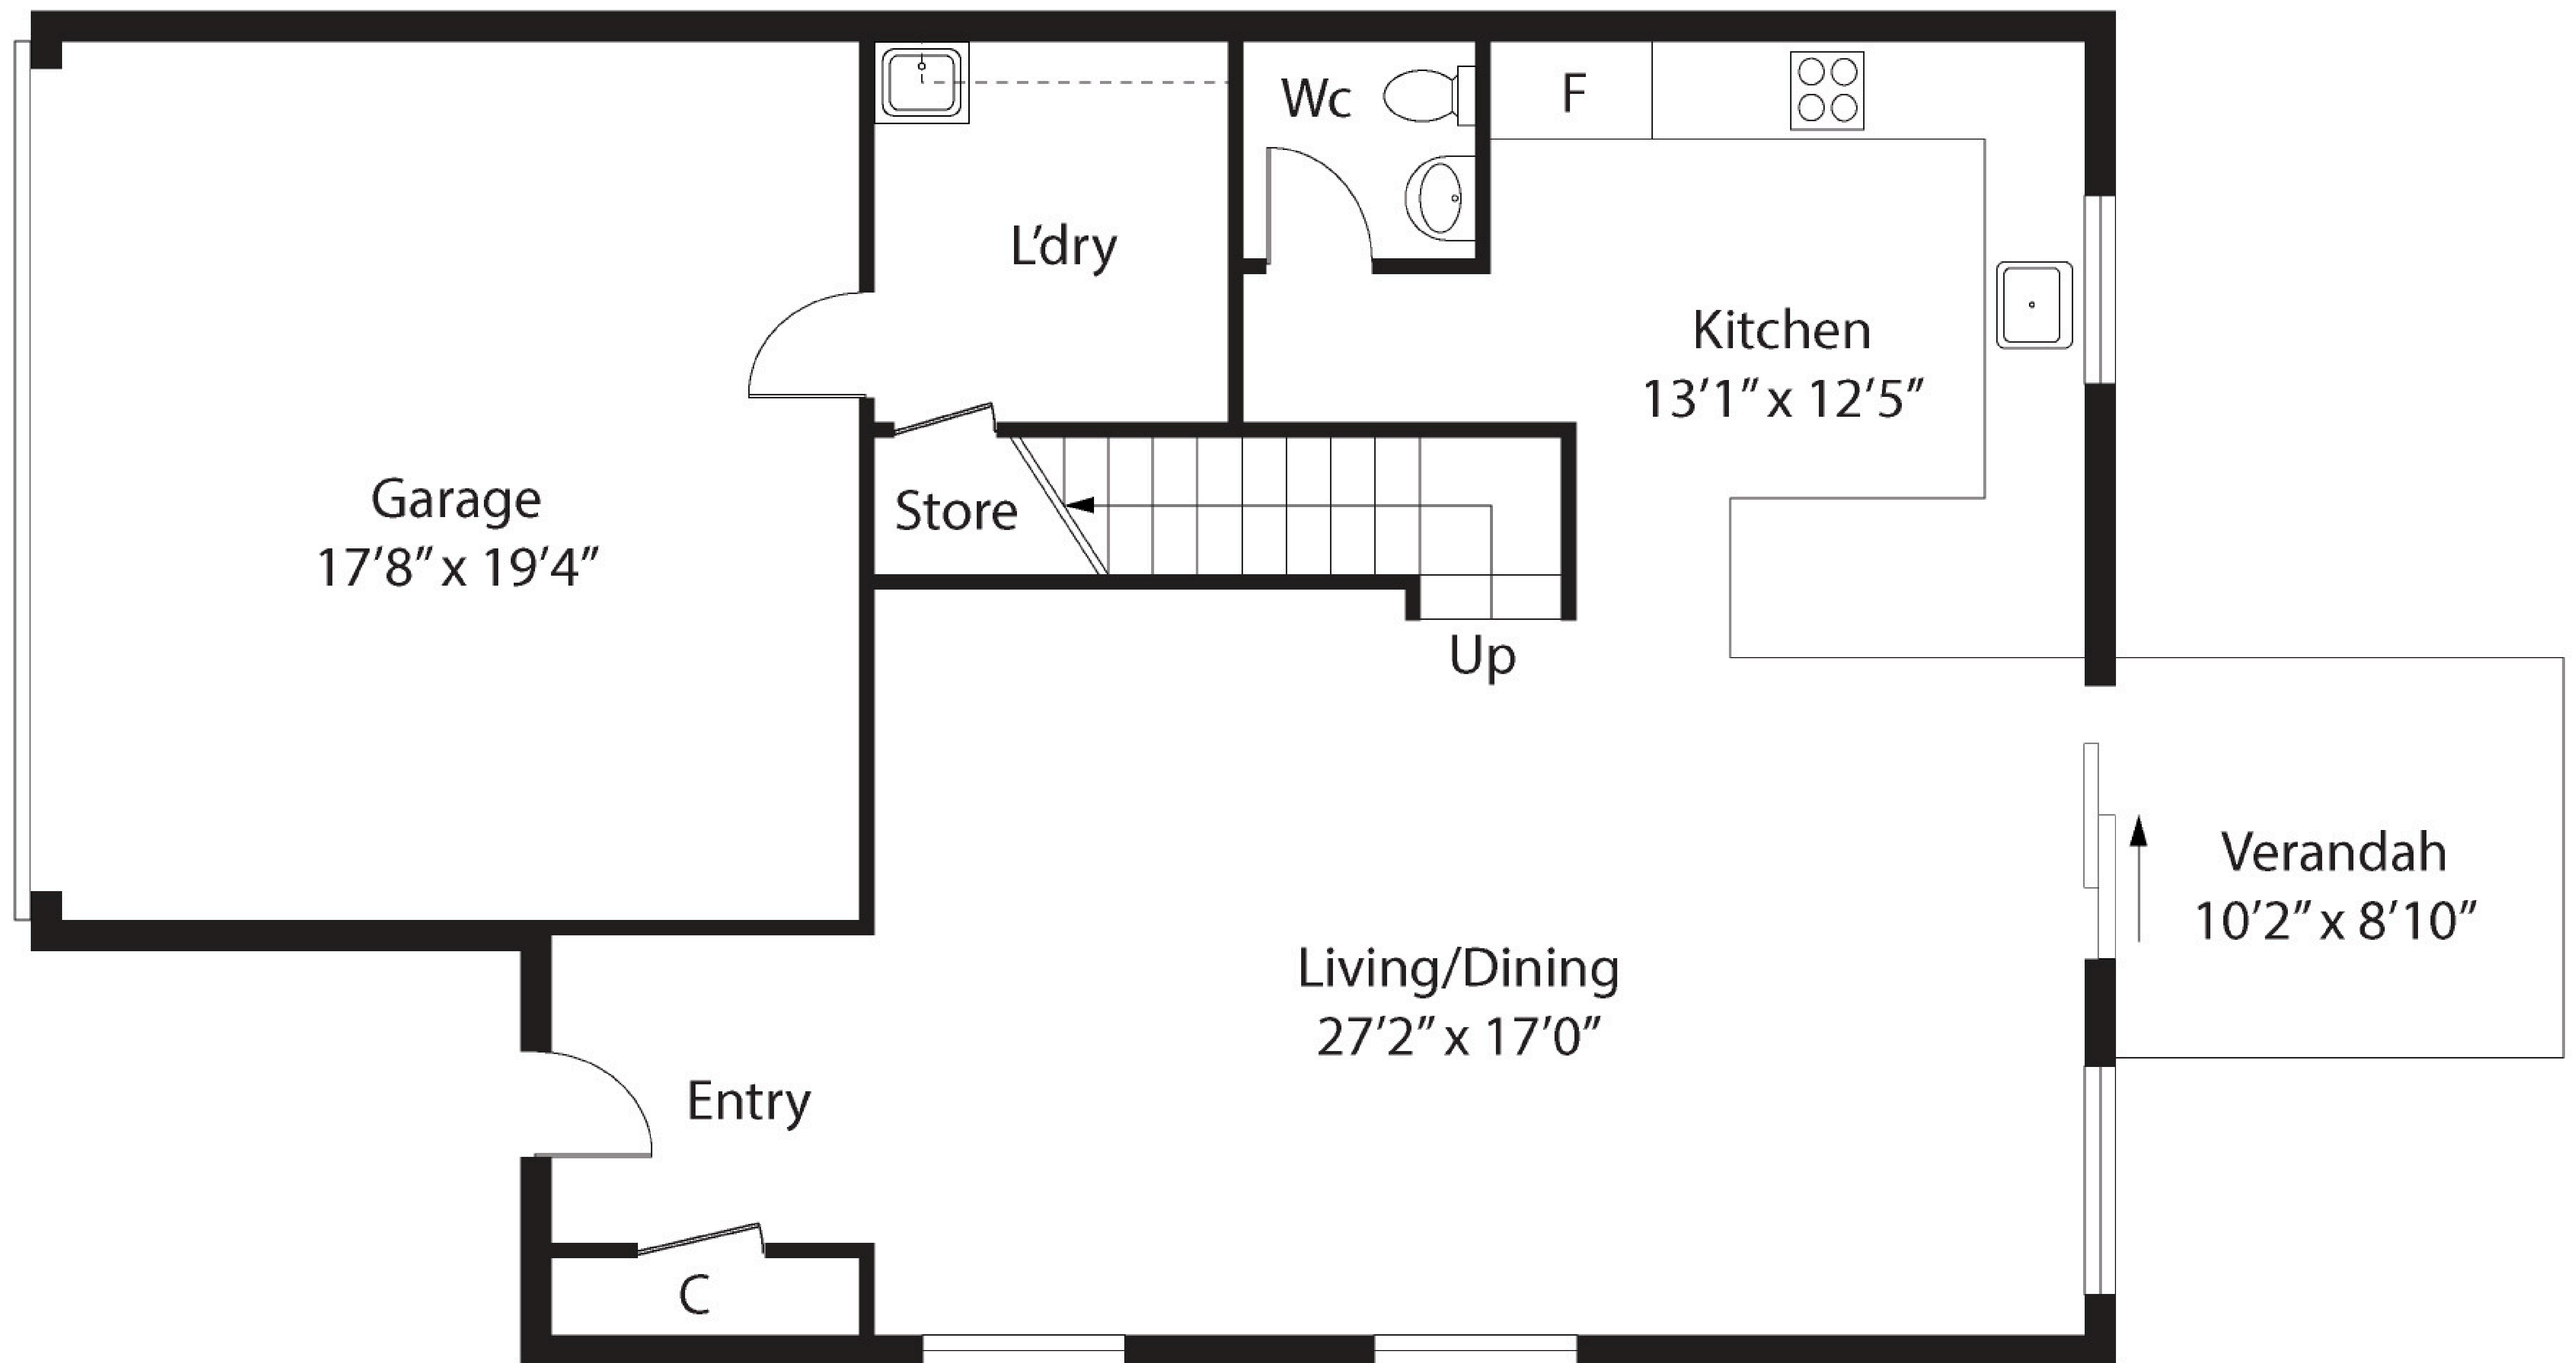 Wc
F
L’dry
Kitchen
13’1” x 12’5”
Garage
17’8” x 19’4”
Store
Up
Verandah
10’2” x 8’10”
Living/Dining
27’2” x 17’0”
Entry
C